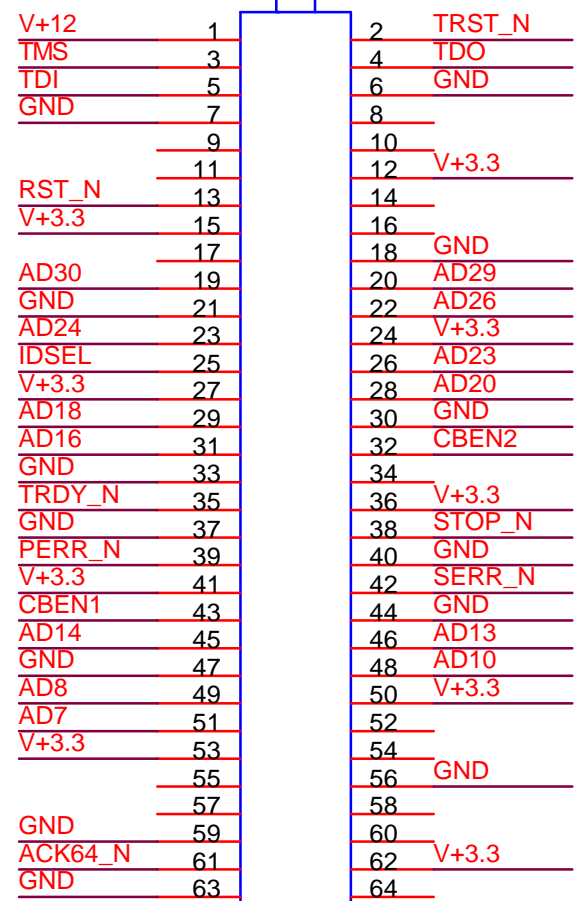 V+12 1 2 TRST_N
TMS 3 4 TDO
TDI 5 6 GND
GND 7 8
9 10
11 12 V+3.3
RST_N 13 14
V+3.3 15 16
17 18 GND
AD30 19 20 AD29
GND 21 22 AD26
AD24 23 24 V+3.3
IDSEL 25 26 AD23
V+3.3 27 28 AD20
AD18 29 30 GND
AD16 31 32 CBEN2
GND 33 34
TRDY_N 35 36 V+3.3
GND 37 38 STOP_N
PERR_N 39 40 GND
V+3.3 41 42 SERR_N
CBEN1 43 44 GND
AD14 45 46 AD13
GND 47 48 AD10
AD8 49 50 V+3.3
AD7 51 52
V+3.3 53 54
55 56 GND
57 58
GND 59 60
ACK64_N 61 62 V+3.3
GND 63 64